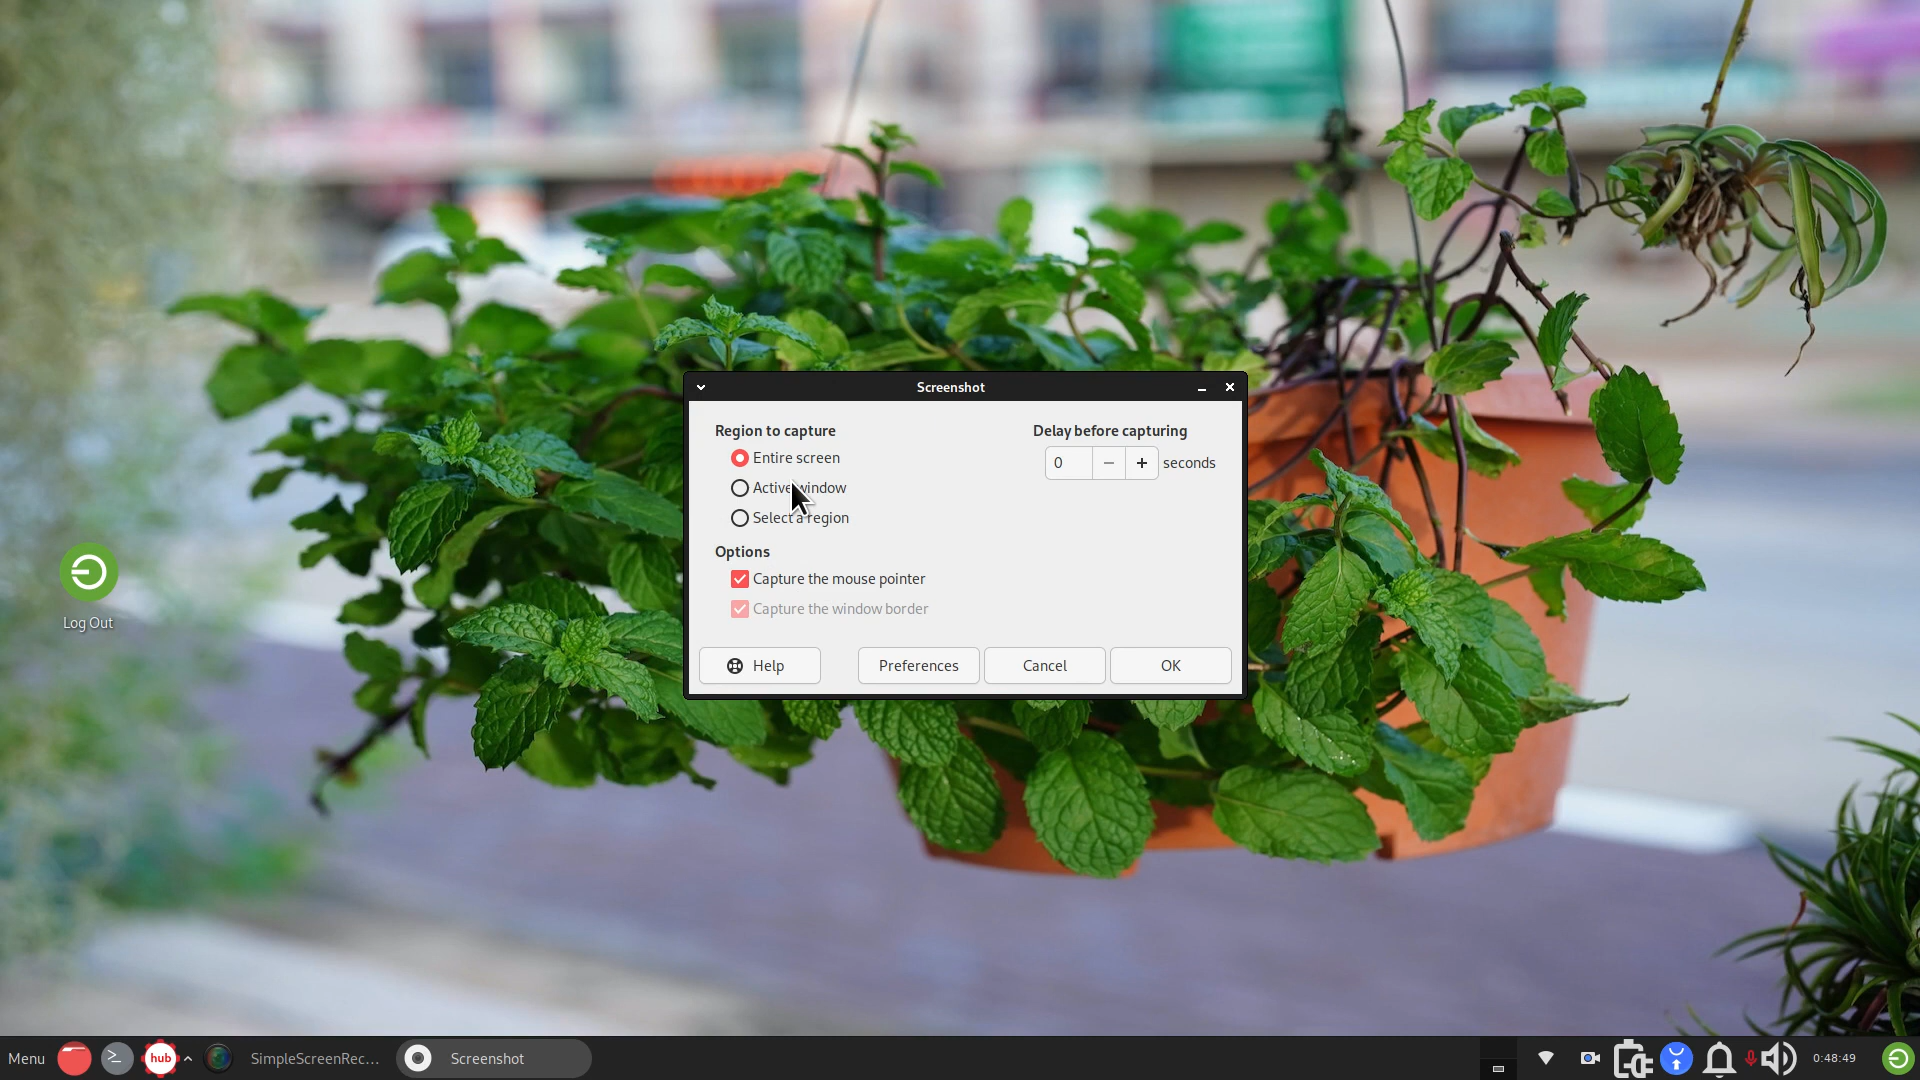 Screenshot
Region to capture
Delay before capturing
Entire screen
0
seconds
Active window
Select a region
Options
Capture the mouse pointer
Capture the window border
Help
Preferences
Cancel
OK
Log Out
Menu
hub
SimpleScreenRec...
Screenshot
0:48:49